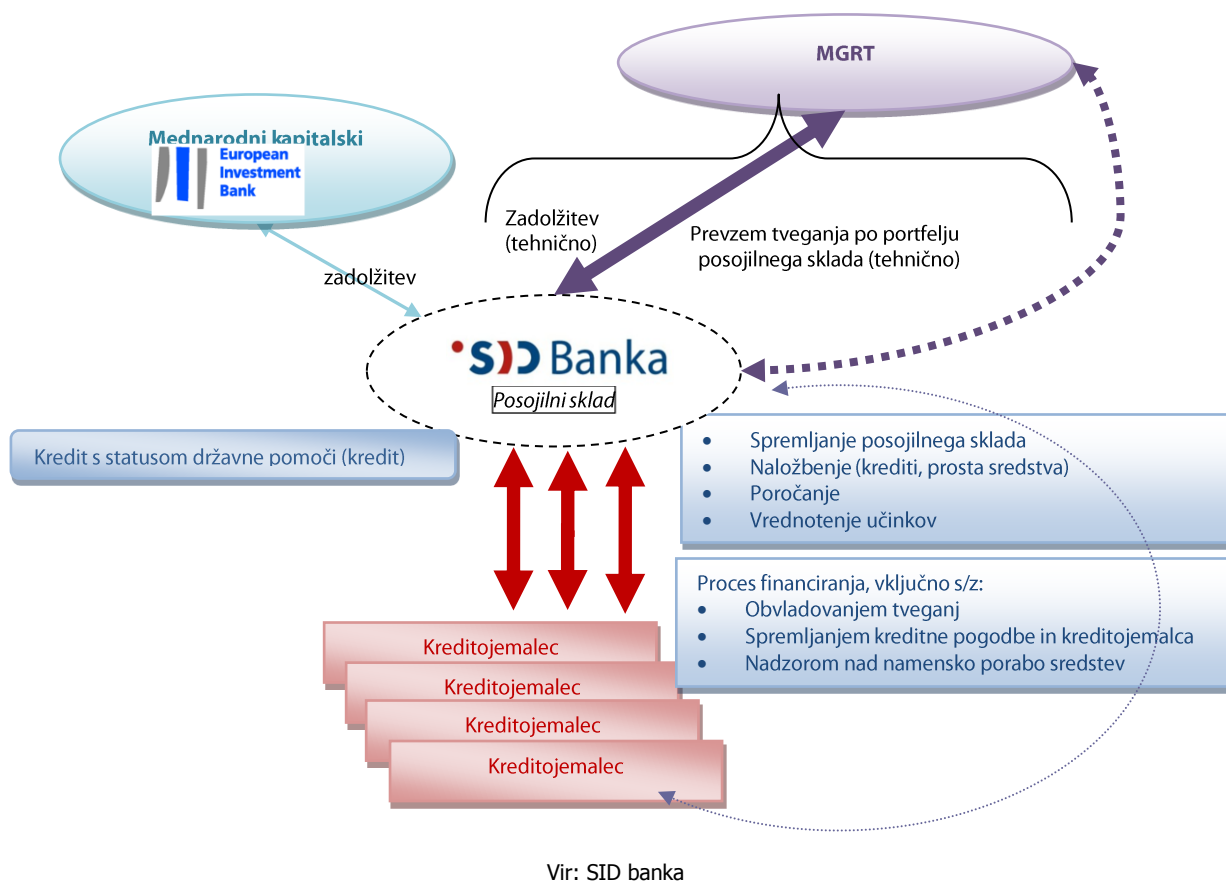 MGRT
Mednarodni kapitalski
European
Investment
Bank
Zadolžitev
(tehnično)
Prevzem tveganja po portfelju
posojilnega sklada (tehnično)
zadolžitev
SID Banka
Posojilni sklad
Kredit s statusom državne pomoči (kredit)
• Spremljanje posojilnega sklada
• Naložbenje (krediti, prosta sredstva)
• Poročanje
• Vrednotenje učinkov
Proces financiranja, vključno s/z:
• Obvladovanjem tveganj
• Spremljanjem kreditne pogodbe in kreditojemalca
• Nadzorom nad namensko porabo sredstev
Kreditojemalec
Kreditojemalec
Kreditojemalec
Kreditojemalec
Vir: SID banka